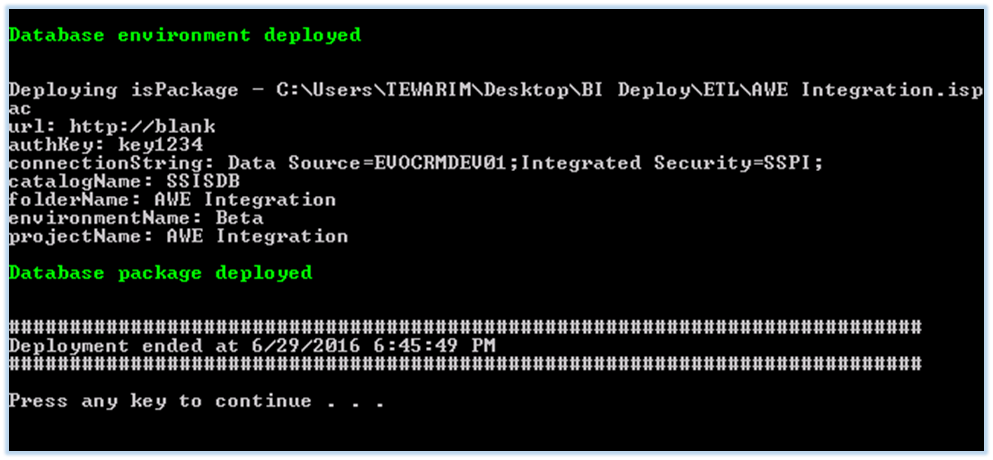 Database environment deployed
Deploying isPackage - C:\Users\TEWARIM\Desktop\BI Deploy\ETL\AWE Integration.isp
ac
url: http://blank
authKey: key1234
connectionString: Data Source=EVOCRMDEV01;Integrated Security=SSPI;
catalogName: SSISDB
folderName: AWE Integration
environmentName: Beta
projectName: AWE Integration
Database package deployed
###########################################################################
Deployment ended at 6/29/2016 6:45:49 PM
###########################################################################
Press any key to continue . . .